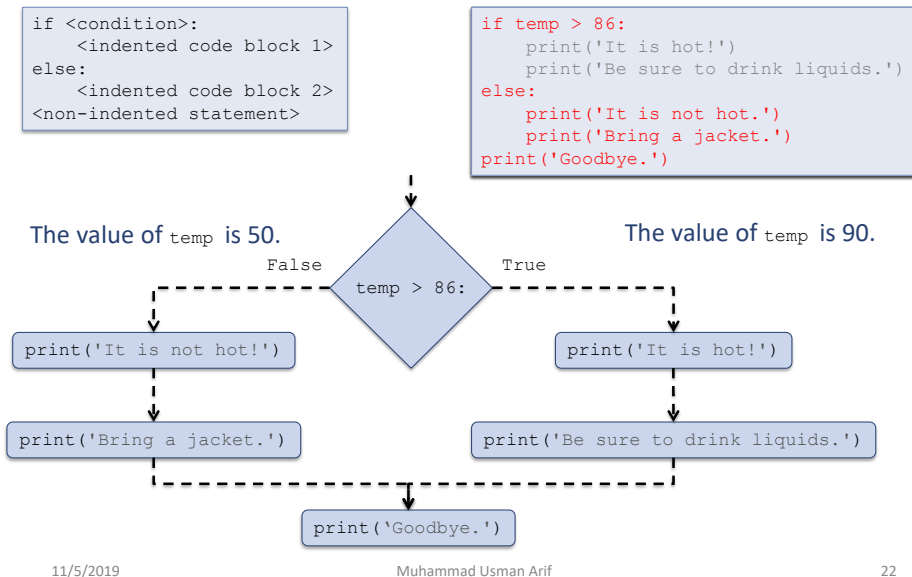 if <condition>:
    <indented code block 1>
else:
    <indented code block 2>
<non-indented statement>
if temp > 86:
    print('It is hot!')
    print('Be sure to drink liquids.')
else:
    print('It is not hot.')
    print('Bring a jacket.')
print('Goodbye.')
The value of temp is 50.
The value of temp is 90.
False
True
temp > 86:
print('It is not hot!')
print('It is hot!')
print('Bring a jacket.')
print('Be sure to drink liquids.')
print(‘Goodbye.')
11/5/2019
Muhammad Usman Arif
22